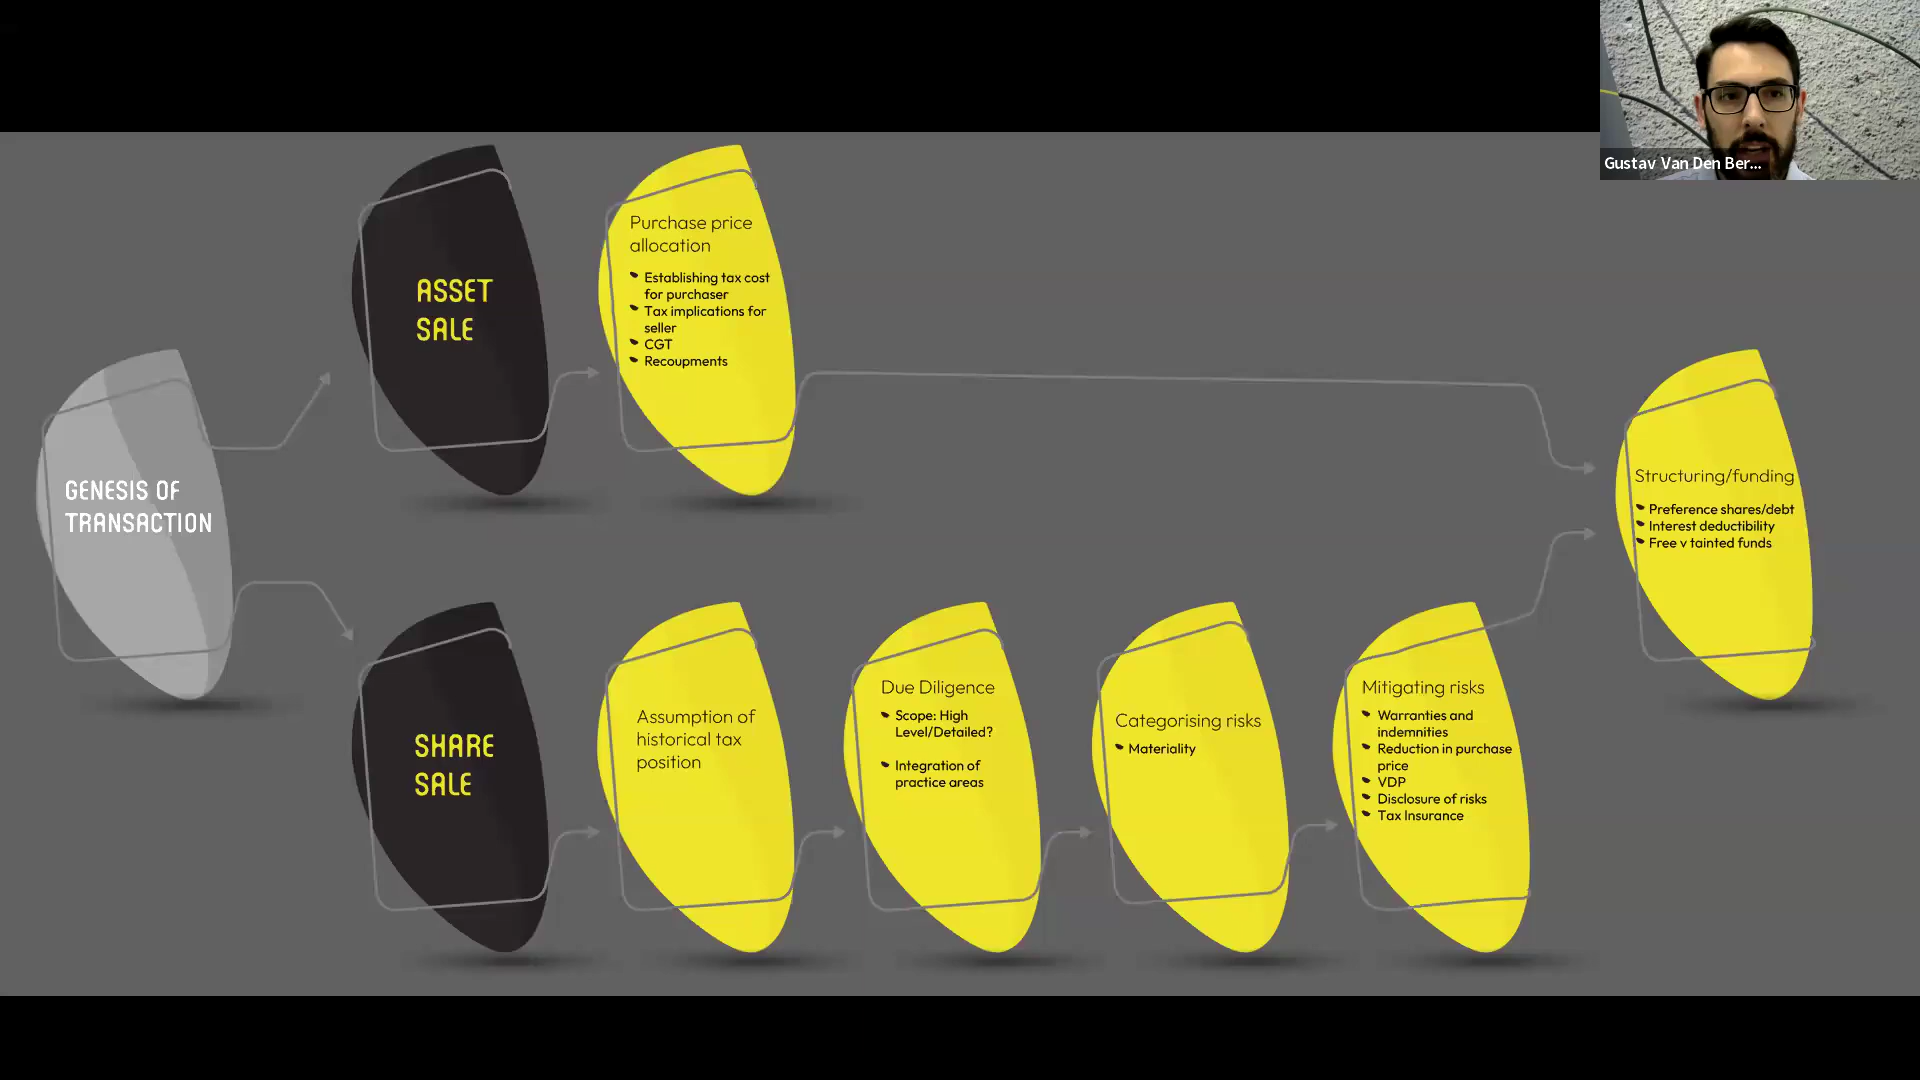 Gustav Van Den Ber...
GENESIS OF
TRANSACTION
ASSET
SALE
Purchase price
allocation
Establishing tax cost
for purchaser
Tax implications for
seller
CGT
Recoupments
SHARE
SALE
Assumption of
historical tax
position
Due Diligence
Scope: High
Level/Detailed?
Integration of
practice areas
Categorising risks
Materiality
Mitigating risks
Warranties and
indemnities
Reduction in purchase
price
VDP
Disclosure of risks
Tax Insurance
Structuring/funding
Preference shares/debt
Interest deductibility
Free v tainted funds